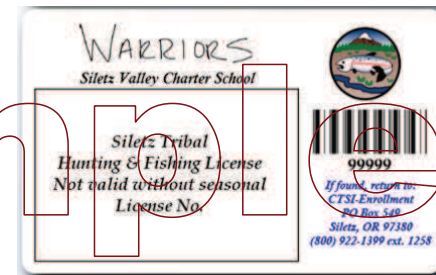 WARRIORS
Siletz Valley Charter School
Siletz Tribal
Hunting & Fishing License
Not valid without seasonal
License No.
99999
If found, return to:
CTSI-Enrollment
PO Box 549
Siletz, OR 97380
(800) 922-1399 ext. 1258
mple